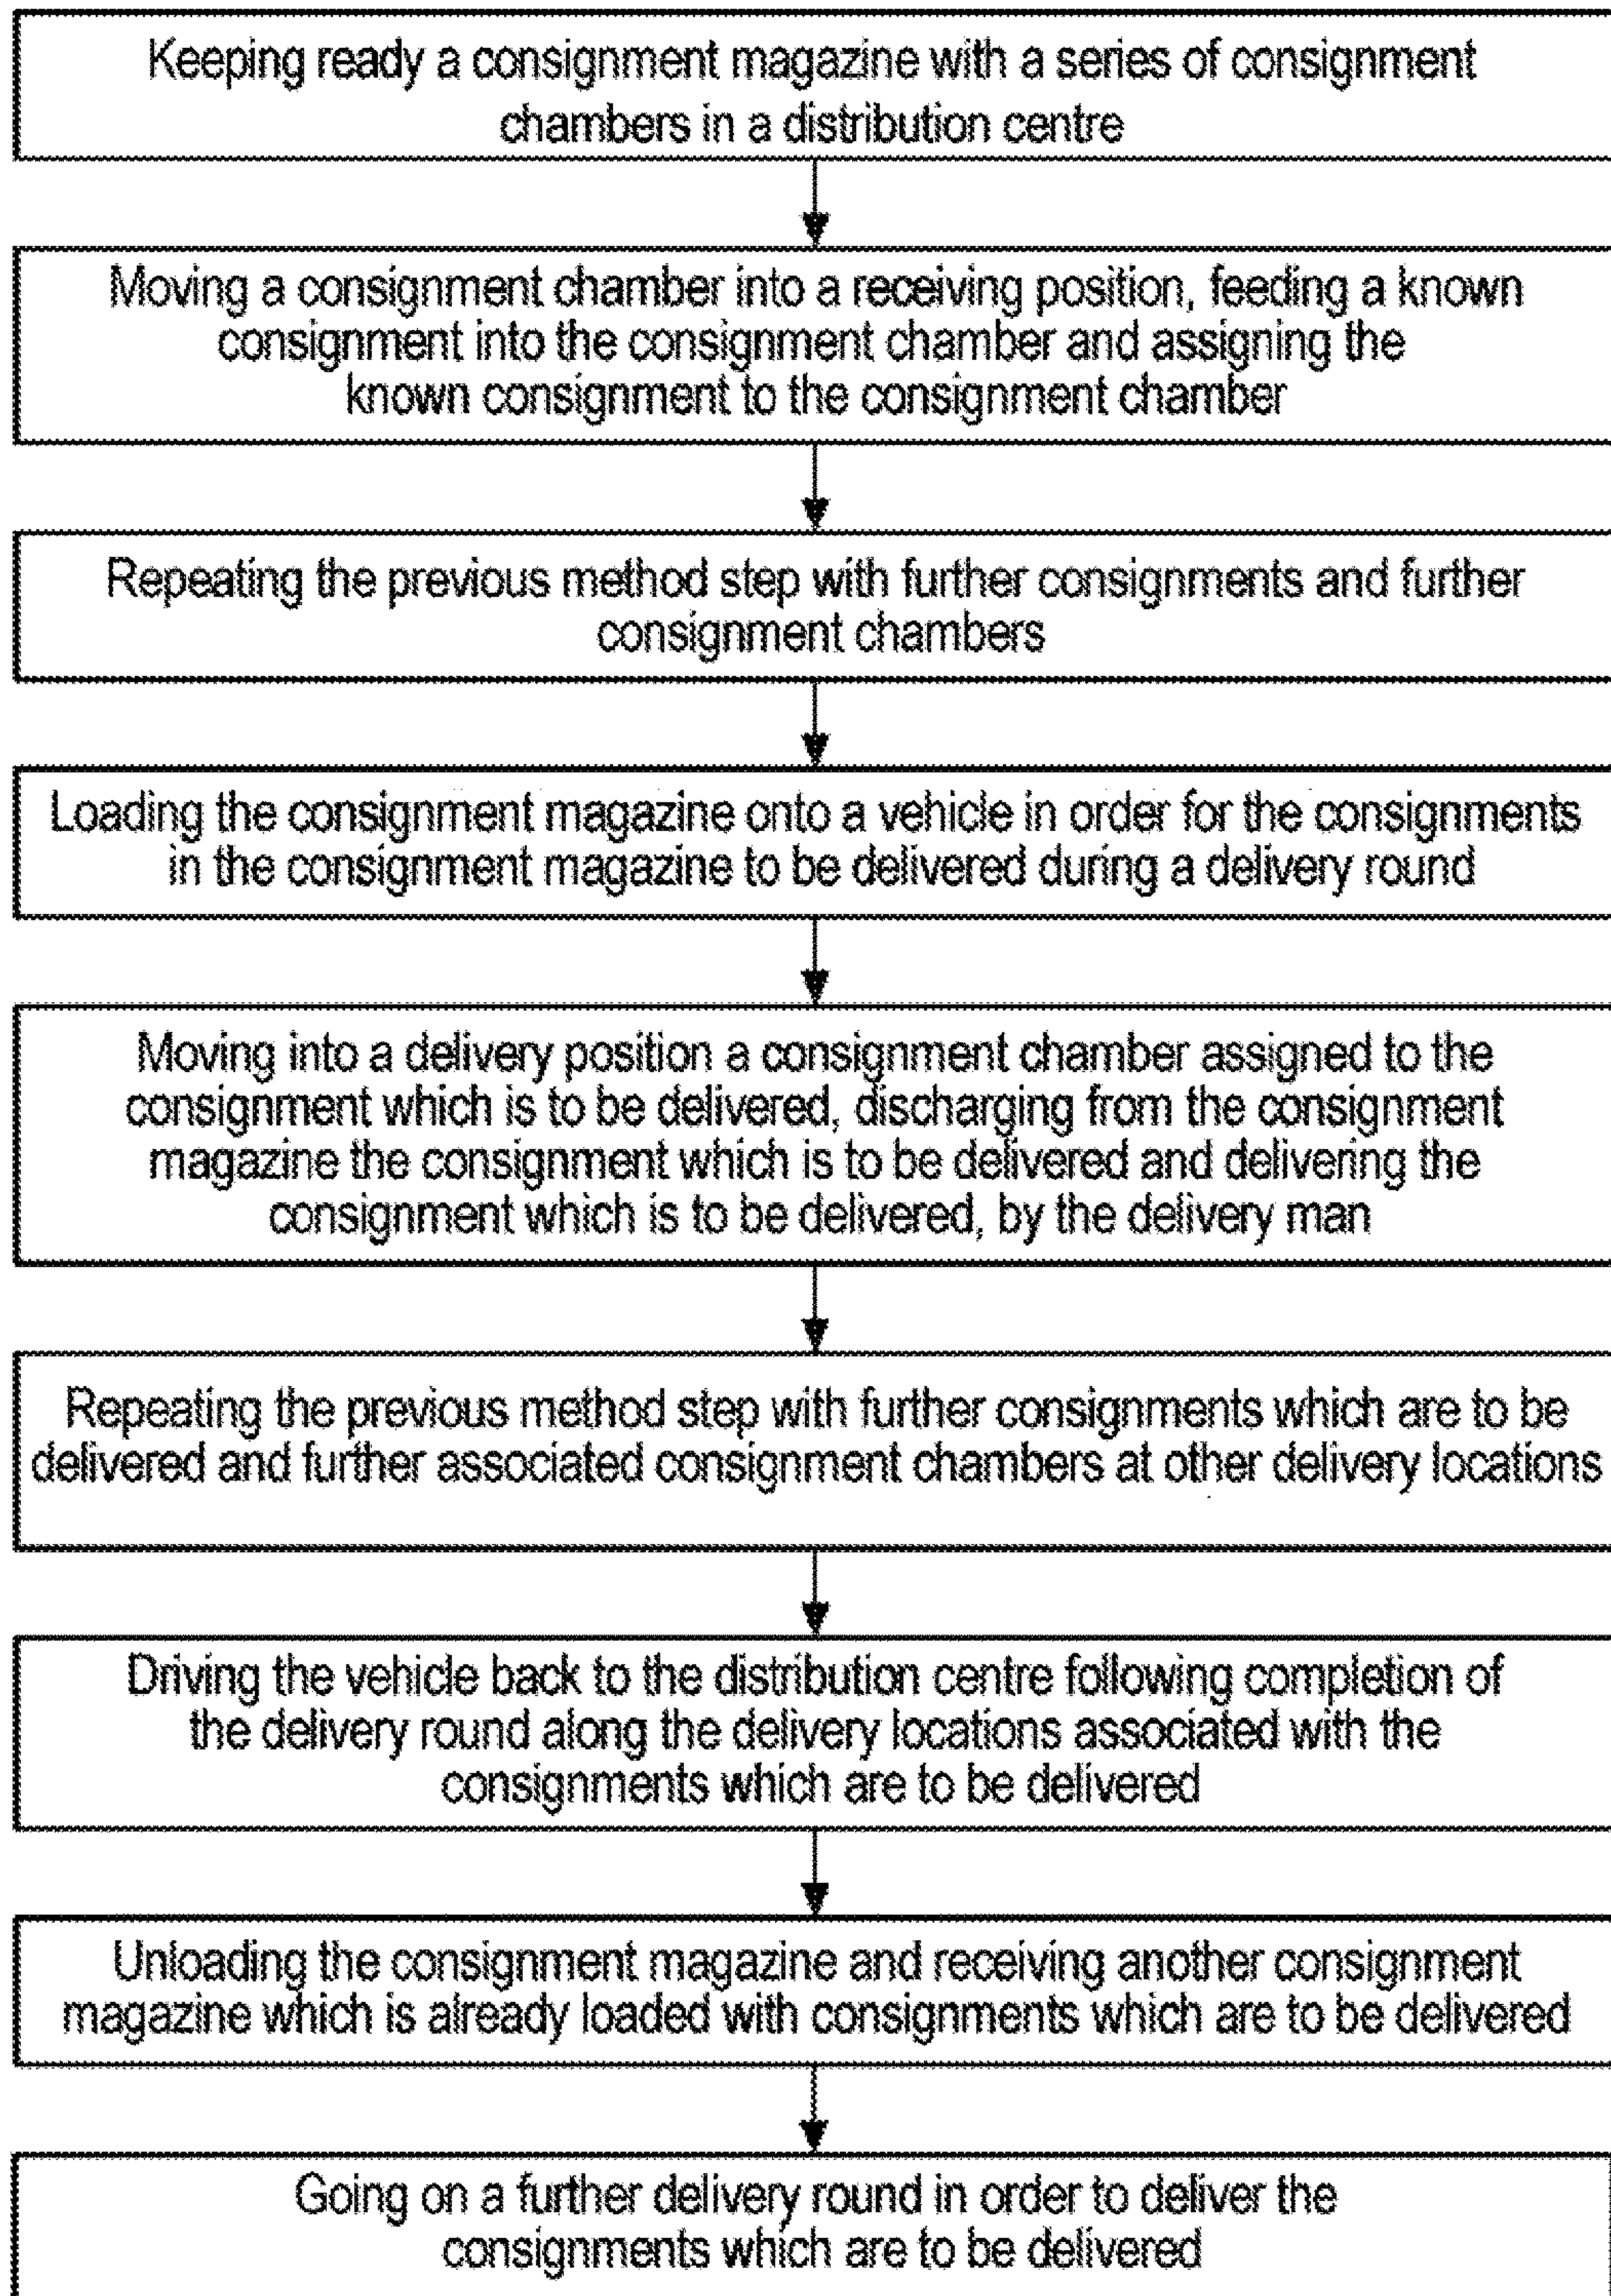 Keeping ready a consignment magazine with a series of consignment
chambers in a distribution centre
Moving a consignment chamber into a receiving position, feeding a known
consignment into the consignment chamber and assigning the
known consignment to the consignment chamber
Repeating the previous method step with further consignments and further
consignment chambers
Loading the consignment magazine onto a vehicle in order for the consignments
in the consignment magazine to be delivered during a delivery round
Moving into a delivery position a consignment chamber assigned to the
consignment which is to be delivered, discharging from the consignment
magazine the consignment which is to be delivered and delivering the
consignment which is to be delivered, by the delivery man
Repeating the previous method step with further consignments which are to be
delivered and further associated consignment chambers at other delivery locations
Driving the vehicle back to the distribution centre following completion of
the delivery round along the delivery locations associated with the
consignments which are to be delivered
Unloading the consignment magazine and receiving another consignment
magazine which is already loaded with consignments which are to be delivered
Going on a further delivery round in order to deliver the
consignments which are to be delivered